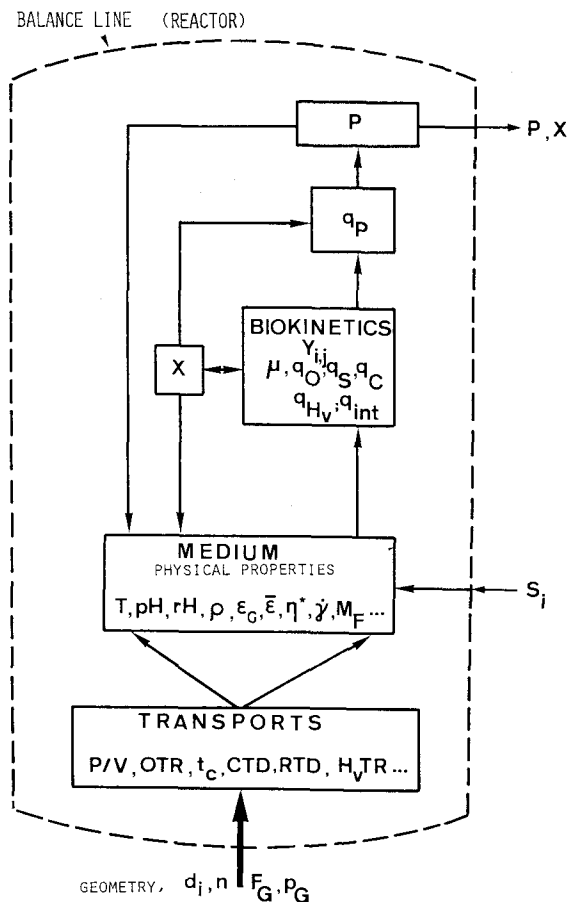 BALANCE LINE (REACTOR)
P
P, X
q_P
BIOKINETICS
Y_i,j
μ, q_O, q_S, q_C
q_Hv, q_int
X
MEDIUM
PHYSICAL PROPERTIES
T, pH, rH, ρ, ε_G, ε̄, η*, γ̇, M_F ...
S_i
TRANSPORTS
P/V, OTR, t_c, CTD, RTD, H_vTR ...
GEOMETRY, d_i, n F_G, p_G